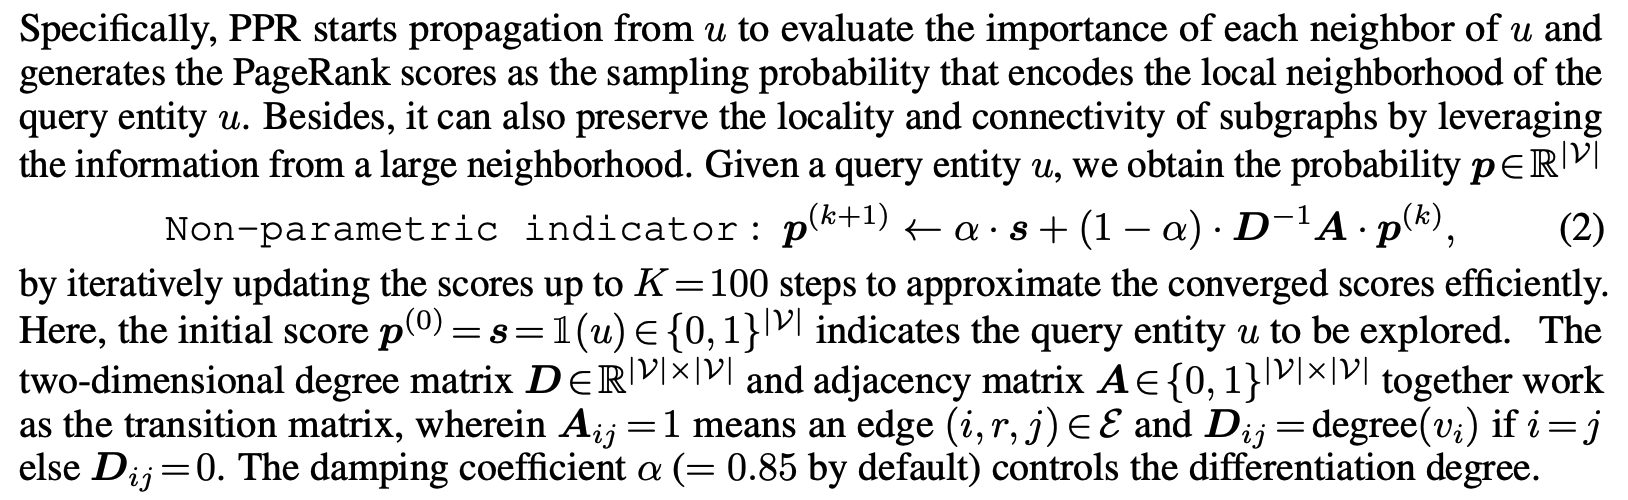 Specifically, PPR starts propagation from u to evaluate the importance of each neighbor of u and
generates the PageRank scores as the sampling probability that encodes the local neighborhood of the
query entity u. Besides, it can also preserve the locality and connectivity of subgraphs by leveraging
the information from a large neighborhood. Given a query entity u, we obtain the probability p∈ℝ^|𝒱|
Non-parametric indicator: p^(k+1) ← α · s + (1 − α) · D^−1 A · p^(k), (2)
by iteratively updating the scores up to K=100 steps to approximate the converged scores efficiently.
Here, the initial score p^(0)=s=𝟙(u)∈{0,1}^|𝒱| indicates the query entity u to be explored. The
two-dimensional degree matrix D∈ℝ^|𝒱|×|𝒱| and adjacency matrix A∈{0,1}^|𝒱|×|𝒱| together work
as the transition matrix, wherein A_ij=1 means an edge (i,r,j)∈ℰ and D_ij=degree(v_i) if i=j
else D_ij=0. The damping coefficient α (= 0.85 by default) controls the differentiation degree.